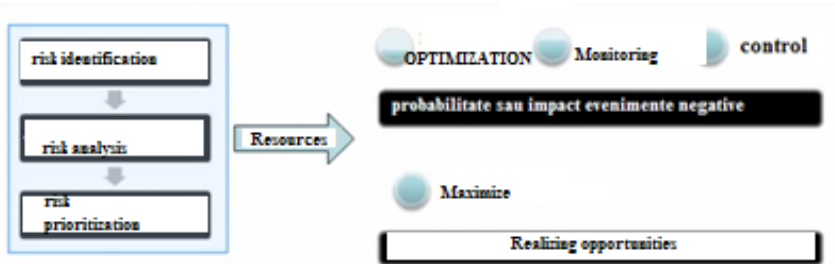 risk identification
risk analysis
risk
prioritization
Resources
OPTIMIZATION Monitoring control
probabilitate sau impact evenimente negative
Maximize
Realizing opportunities